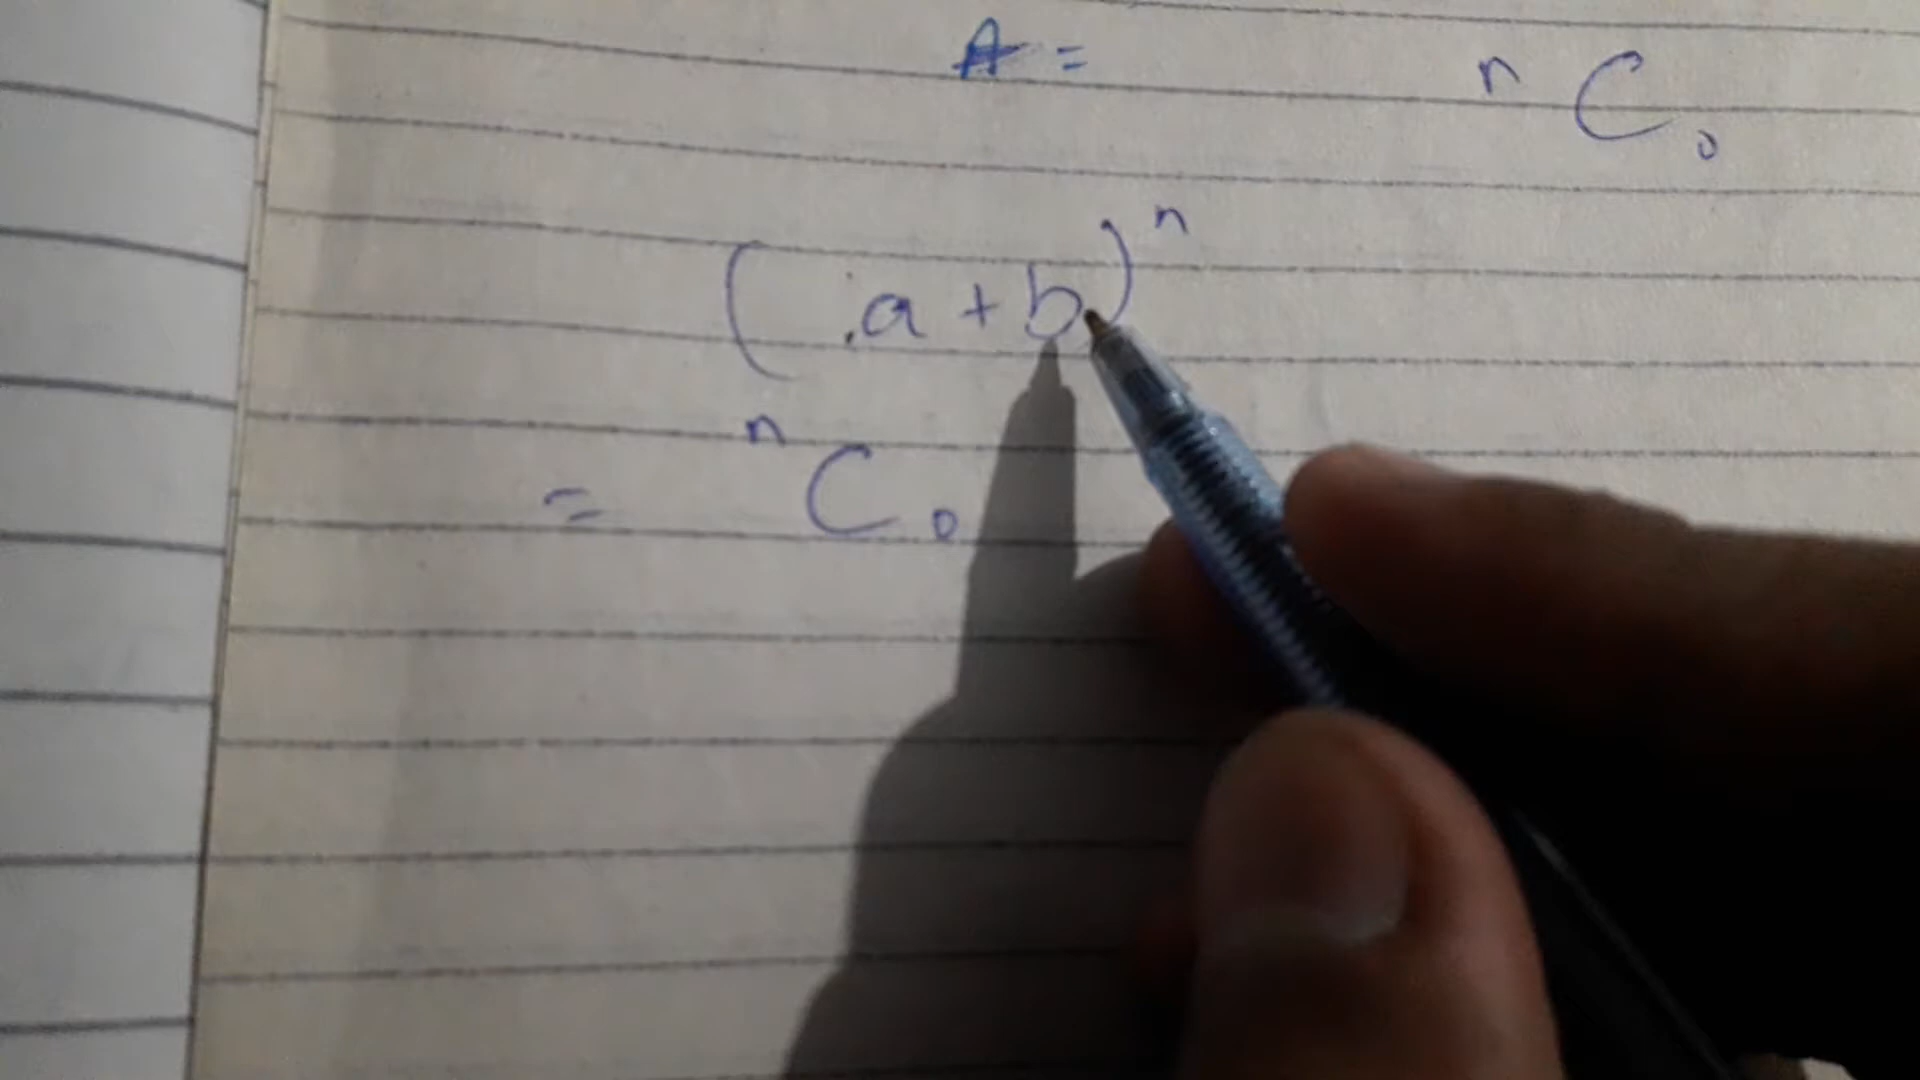 A = ⁿC₀
(a + b)ⁿ
= ⁿC₀